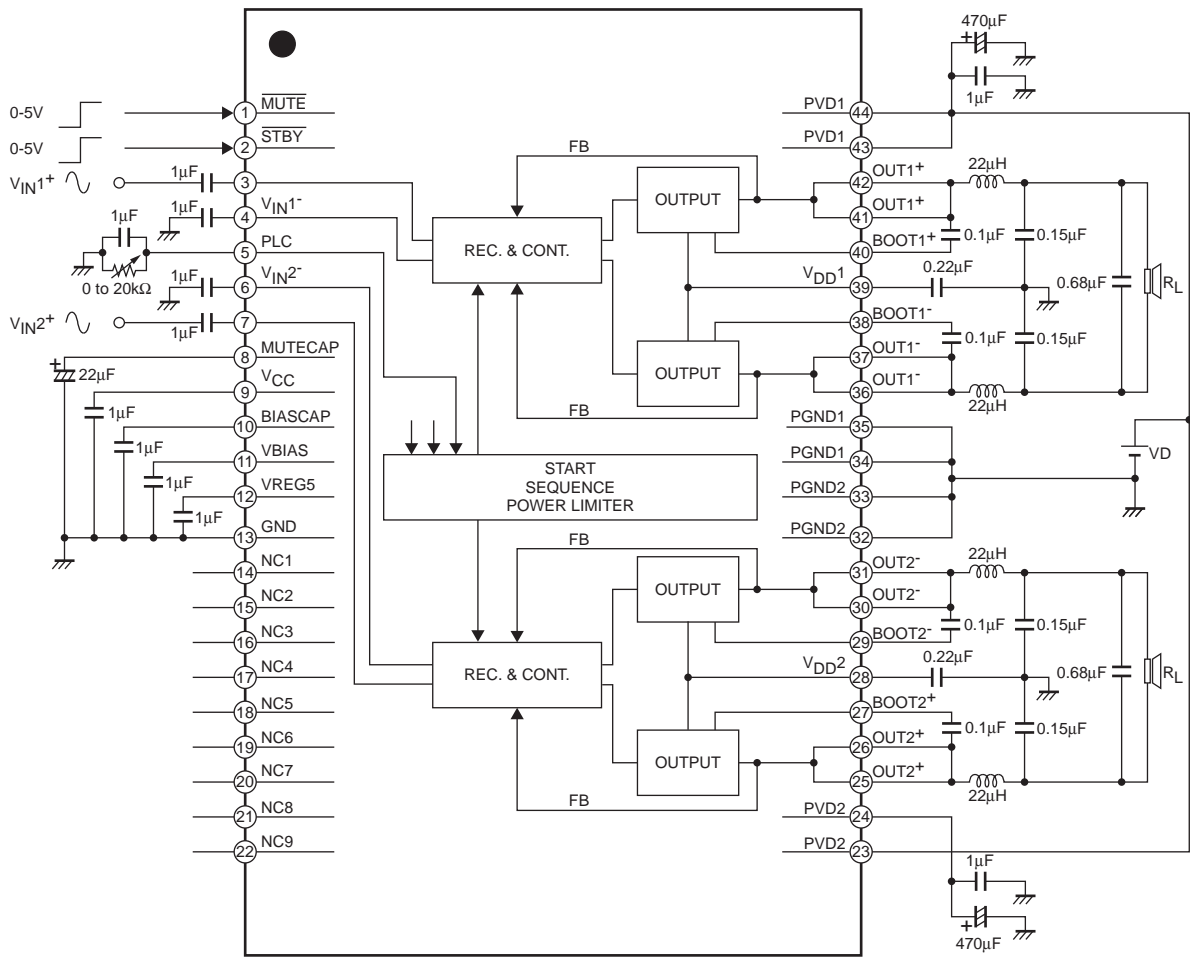 470μF
+
1μF
0-5V
1
MUTE
PVD1
44
0-5V
2
STBY
PVD1
43
FB
VIN1+
1μF
3
OUTPUT
42
OUT1+
22μH
1μF
4
VIN1-
REC. & CONT.
41
OUT1+
0.1μF
0.15μF
1μF
5
PLC
40
BOOT1+
0 to 20kΩ
VDD1
39
0.22μF
0.68μF
RL
1μF
6
VIN2-
38
BOOT1-
0.1μF
0.15μF
VIN2+
1μF
7
OUTPUT
37
OUT1-
8
MUTECAP
36
OUT1-
22μH
+
22μF
9
VCC
FB
1μF
10
BIASCAP
PGND1
35
1μF
11
VBIAS
START
SEQUENCE
POWER LIMITER
PGND1
34
VD
1μF
12
VREG5
PGND2
33
1μF
13
GND
PGND2
32
FB
14
NC1
OUTPUT
31
OUT2-
22μH
15
NC2
30
OUT2-
0.1μF
0.15μF
16
NC3
REC. & CONT.
29
BOOT2-
17
NC4
VDD2
28
0.22μF
0.68μF
RL
18
NC5
27
BOOT2+
0.1μF
0.15μF
19
NC6
OUTPUT
26
OUT2+
20
NC7
25
OUT2+
22μH
FB
21
NC8
PVD2
24
22
NC9
PVD2
23
1μF
+
470μF